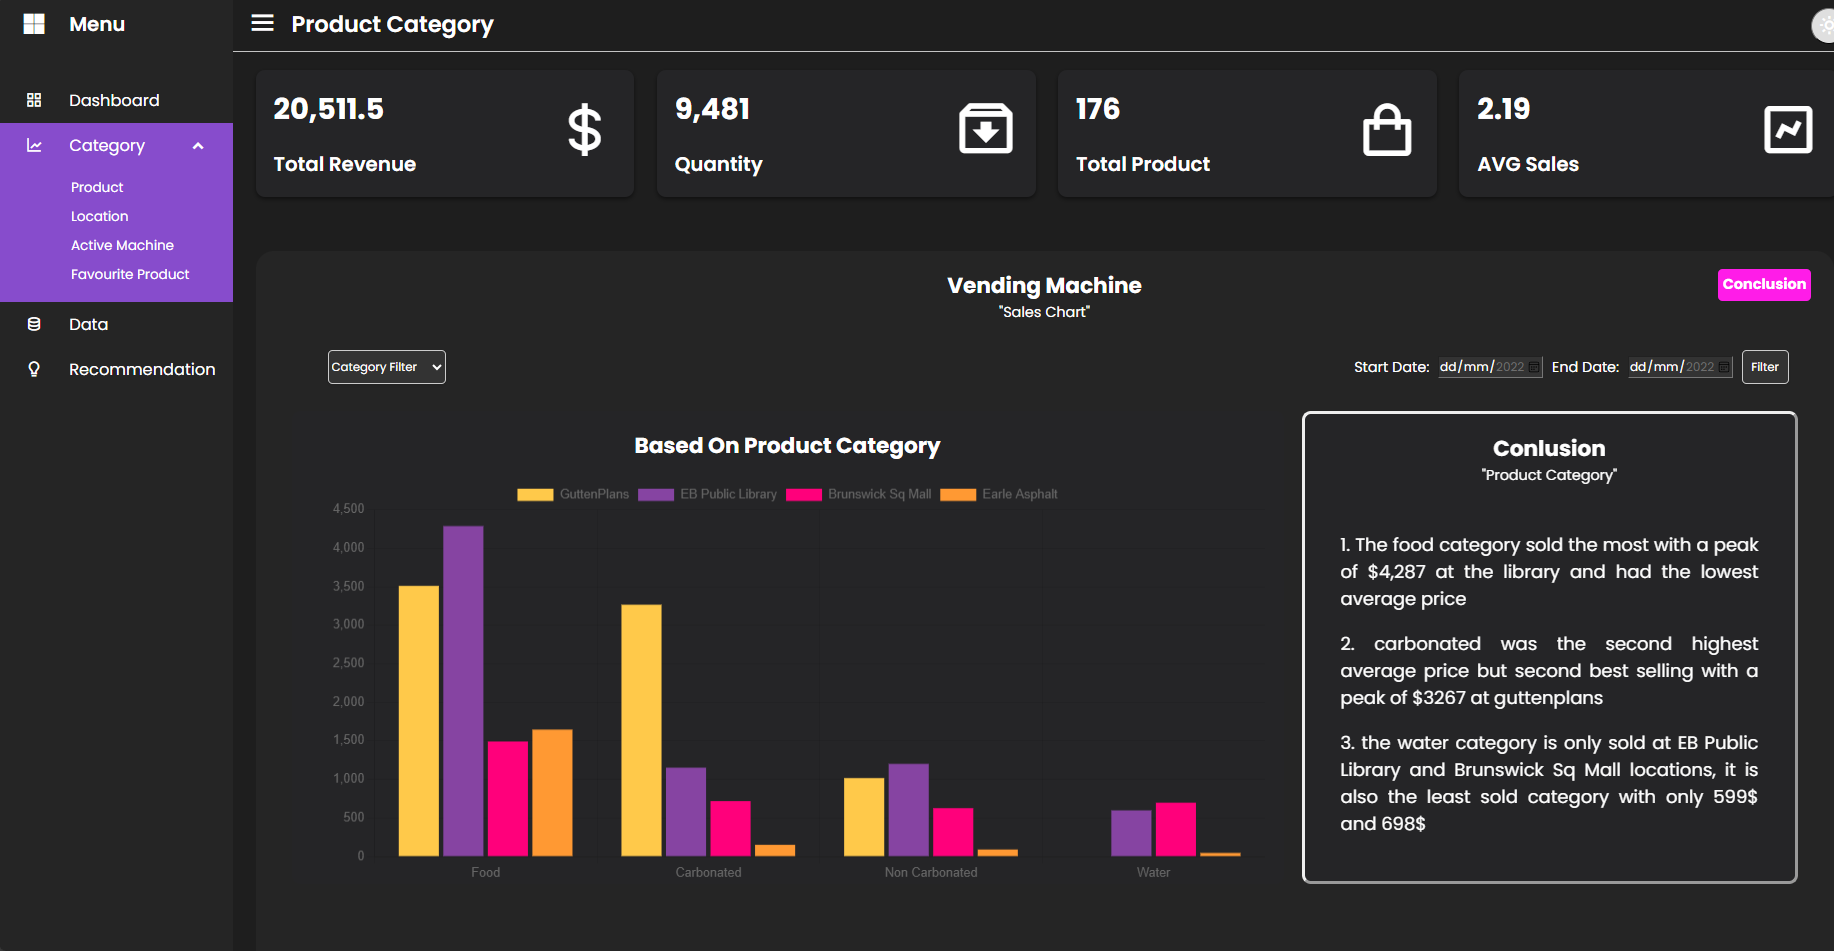 Menu
Product Category
Dashboard
Category
Product
Location
Active Machine
Favourite Product
Data
Recommendation
20,511.5
Total Revenue
9,481
Quantity
176
Total Product
2.19
AVG Sales
Vending Machine
"Sales Chart"
Conclusion
Category Filter
Start Date: dd/mm/2022 End Date: dd/mm/2022 Filter
Based On Product Category
GuttenPlans EB Public Library Brunswick Sq Mall Earle Asphalt
4,500
4,000
3,500
3,000
2,500
2,000
1,500
1,000
500
0
Food Carbonated Non Carbonated Water
Conlusion
"Product Category"
1. The food category sold the most with a peak
of $4,287 at the library and had the lowest
average price
2. carbonated was the second highest
average price but second best selling with a
peak of $3267 at guttenplans
3. the water category is only sold at EB Public
Library and Brunswick Sq Mall locations, it is
also the least sold category with only 599$
and 698$